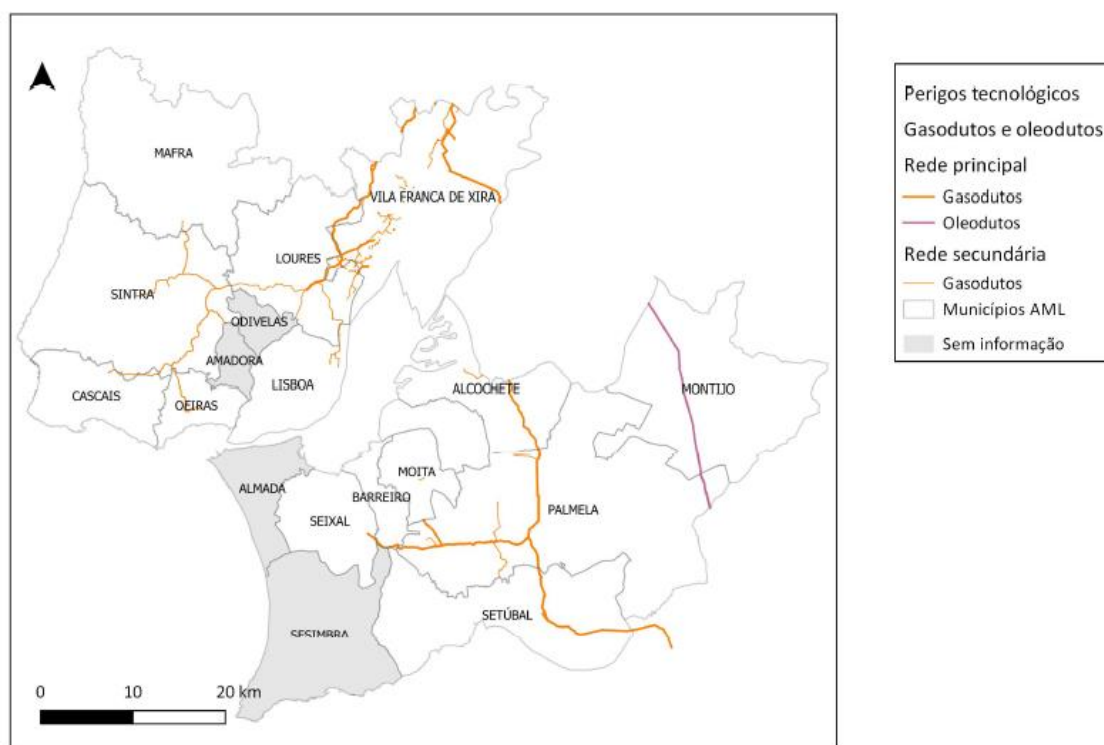 MAFRA
VILA FRANCA DE XIRA
LOURES
SINTRA
ODIVELAS
AMADORA
LISBOA
CASCAIS
OEIRAS
ALCOCHETE
MONTIJO
MOITA
ALMADA
BARREIRO
SEIXAL
PALMELA
SETÚBAL
SESIMBRA
0 10 20 km
Perigos tecnológicos
Gasodutos e oleodutos
Rede principal
Gasodutos
Oleodutos
Rede secundária
Gasodutos
Municípios AML
Sem informação